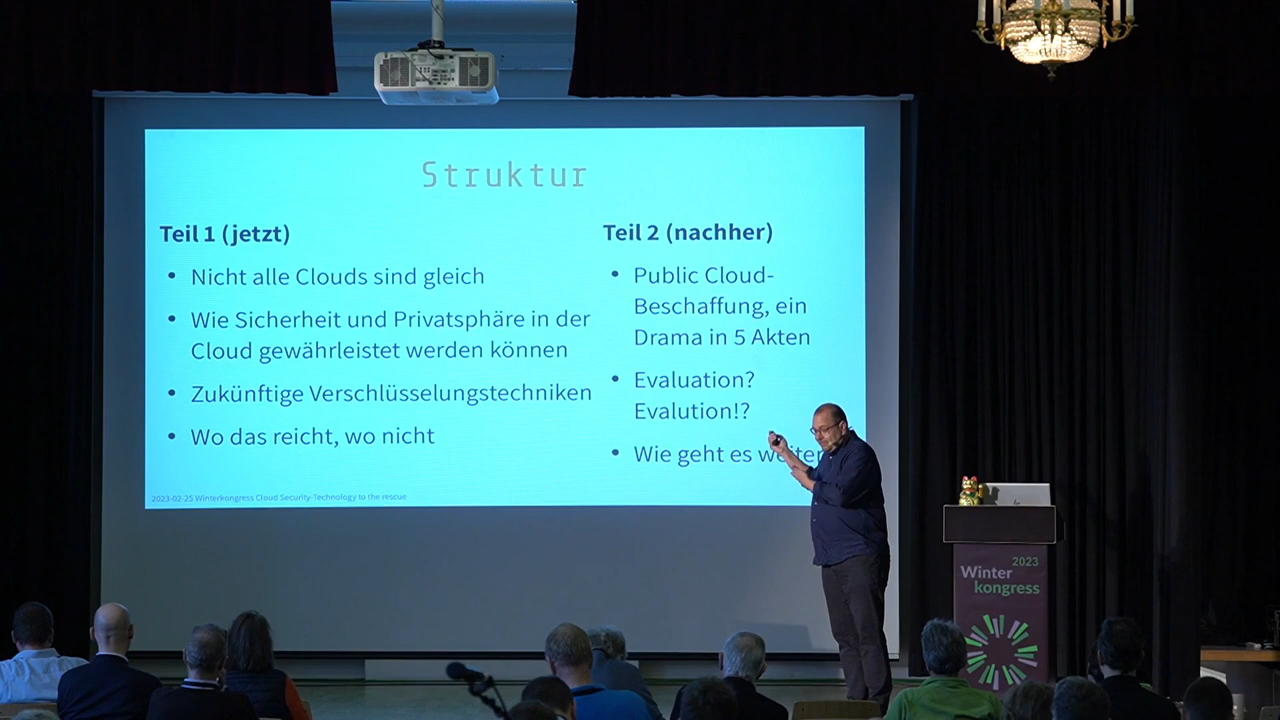 Struktur
Teil 1 (jetzt)
• Nicht alle Clouds sind gleich
• Wie Sicherheit und Privatsphäre in der
Cloud gewährleistet werden können
• Zukünftige Verschlüsselungstechniken
• Wo das reicht, wo nicht
Teil 2 (nachher)
• Public Cloud-
Beschaffung, ein
Drama in 5 Akten
• Evaluation?
Evalution!?
• Wie geht es weiter
2023-02-25 Winterkongress Cloud Security-Technology to the rescue
2023
Winter
kongress